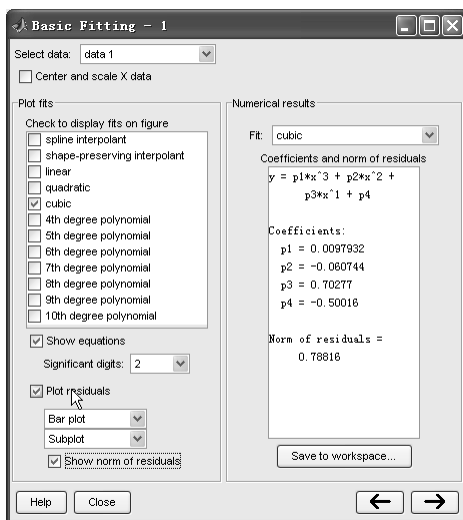 Basic Fitting - 1
Select data: data 1
Center and scale X data
Plot fits
Check to display fits on figure
spline interpolant
shape-preserving interpolant
linear
quadratic
cubic
4th degree polynomial
5th degree polynomial
6th degree polynomial
7th degree polynomial
8th degree polynomial
9th degree polynomial
10th degree polynomial
Show equations
Significant digits: 2
Plot residuals
Bar plot
Subplot
Show norm of residuals
Numerical results
Fit: cubic
Coefficients and norm of residuals
y = p1*x^3 + p2*x^2 +
p3*x^1 + p4
Coefficients:
p1 = 0.0097932
p2 = -0.060744
p3 = 0.70277
p4 = -0.50016
Norm of residuals =
0.78816
Save to workspace...
Help
Close